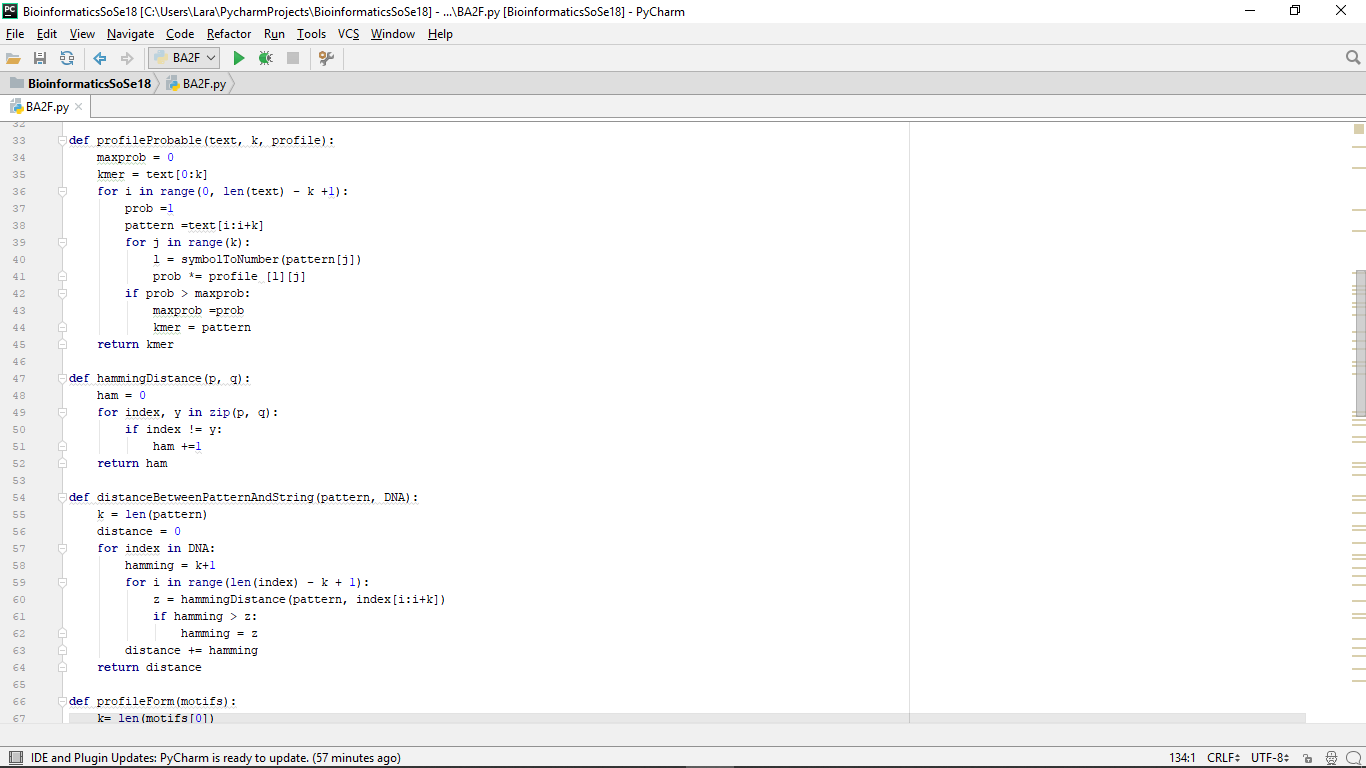 BioinformaticsSoSe18 [C:\Users\Lara\PycharmProjects\BioinformaticsSoSe18] - ...\BA2F.py [BioinformaticsSoSe18] - PyCharm
File Edit View Navigate Code Refactor Run Tools VCS Window Help
BA2F
BioinformaticsSoSe18 BA2F.py
BA2F.py
32
33 def profileProbable(text, k, profile):
34     maxprob = 0
35     kmer = text[0:k]
36     for i in range(0, len(text) - k +1):
37         prob =1
38         pattern =text[i:i+k]
39         for j in range(k):
40             l = symbolToNumber(pattern[j])
41             prob *= profile [l][j]
42         if prob > maxprob:
43             maxprob =prob
44             kmer = pattern
45     return kmer
46
47 def hammingDistance(p, q):
48     ham = 0
49     for index, y in zip(p, q):
50         if index != y:
51             ham +=1
52     return ham
53
54 def distanceBetweenPatternAndString(pattern, DNA):
55     k = len(pattern)
56     distance = 0
57     for index in DNA:
58         hamming = k+1
59         for i in range(len(index) - k + 1):
60             z = hammingDistance(pattern, index[i:i+k])
61             if hamming > z:
62                 hamming = z
63         distance += hamming
64     return distance
65
66 def profileForm(motifs):
67     k= len(motifs[0])
IDE and Plugin Updates: PyCharm is ready to update. (57 minutes ago) 134:1 CRLF UTF-8